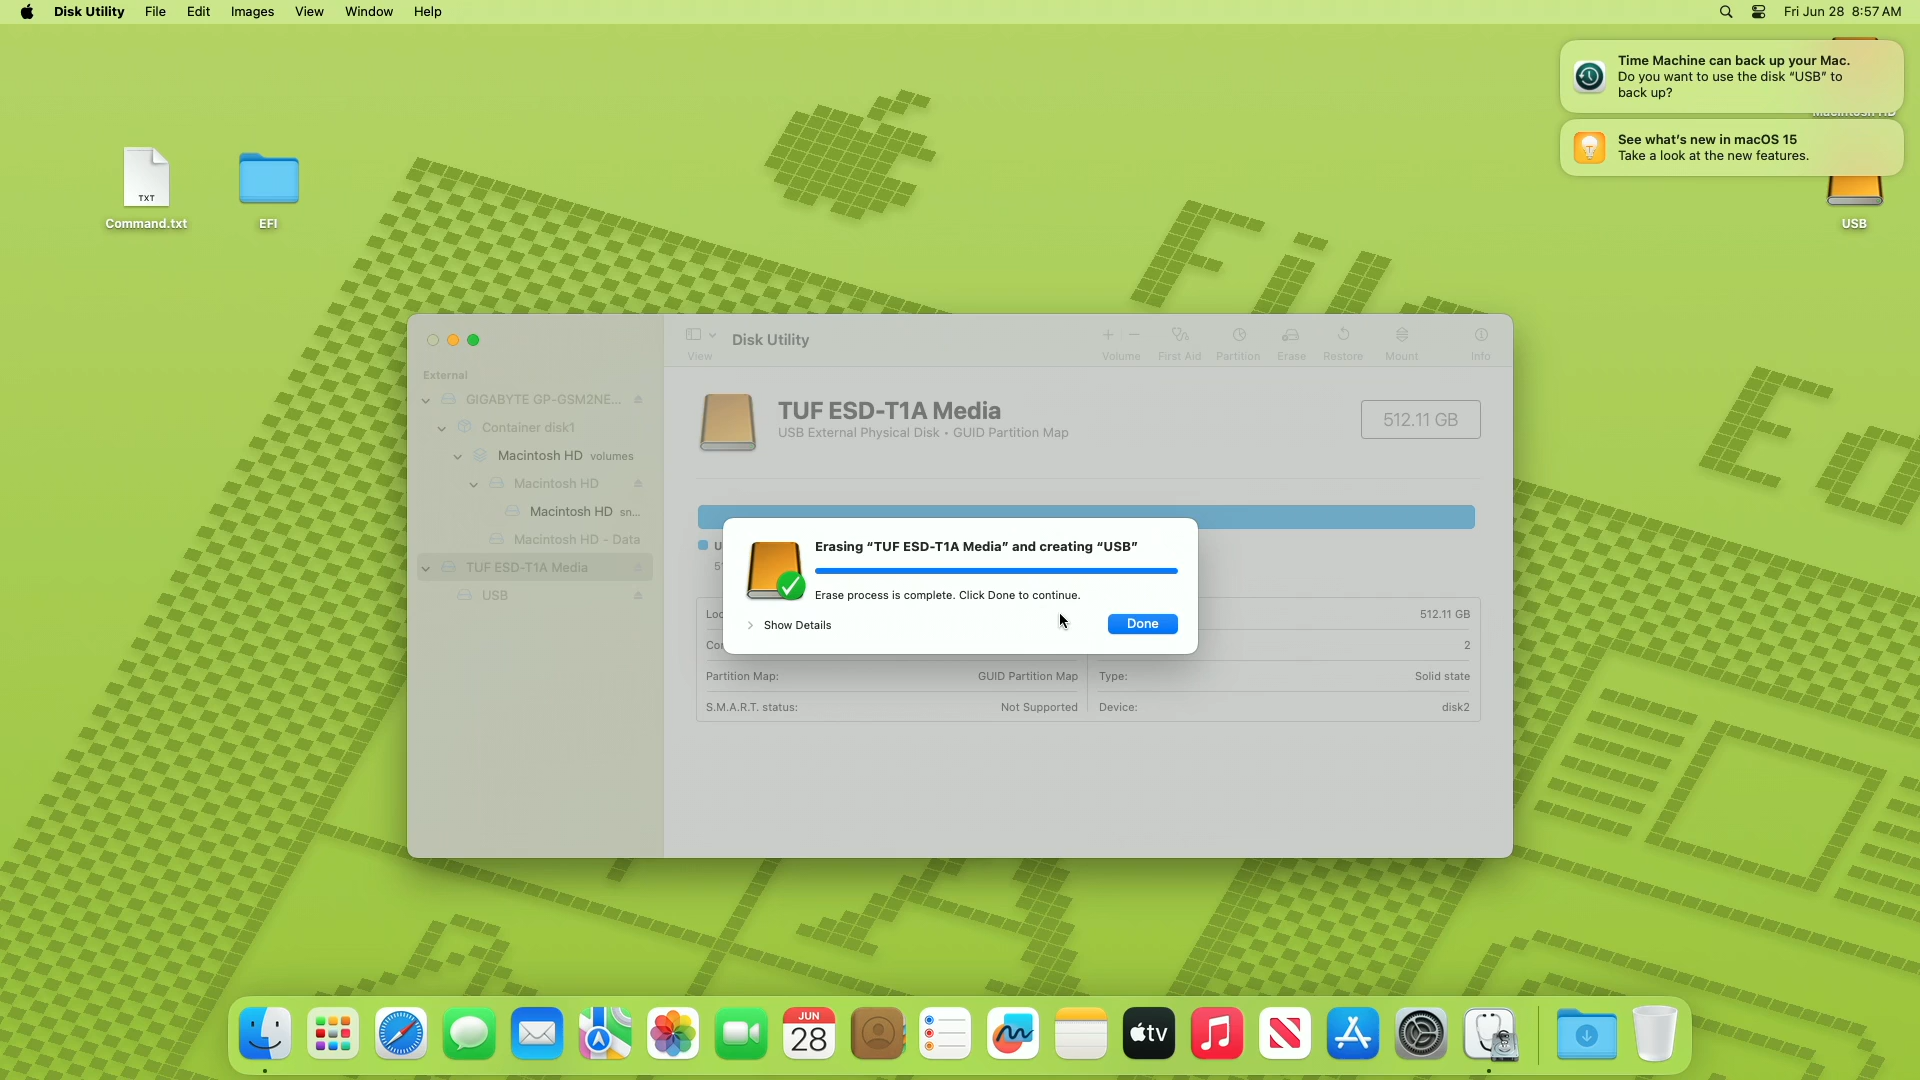 Disk Utility File Edit Images View Window Help
Fri Jun 28 8:57 AM
Time Machine can back up your Mac.
Do you want to use the disk “USB” to
back up?
Macintosh HD
See what's new in macOS 15
Take a look at the new features.
USB
TXT
Command.txt
EFI
View
Disk Utility
Volume First Aid Partition Erase Restore Mount Info
External
GIGABYTE GP-GSM2NE...
Container disk1
Macintosh HD volumes
Macintosh HD
Macintosh HD sn...
Macintosh HD - Data
TUF ESD-T1A Media
USB
TUF ESD-T1A Media
USB External Physical Disk • GUID Partition Map
512.11 GB
Erasing “TUF ESD-T1A Media” and creating “USB”
Erase process is complete. Click Done to continue.
Show Details
Done
512.11 GB
2
Partition Map: GUID Partition Map
Type: Solid state
S.M.A.R.T. status: Not Supported
Device: disk2
JUN
28
tv